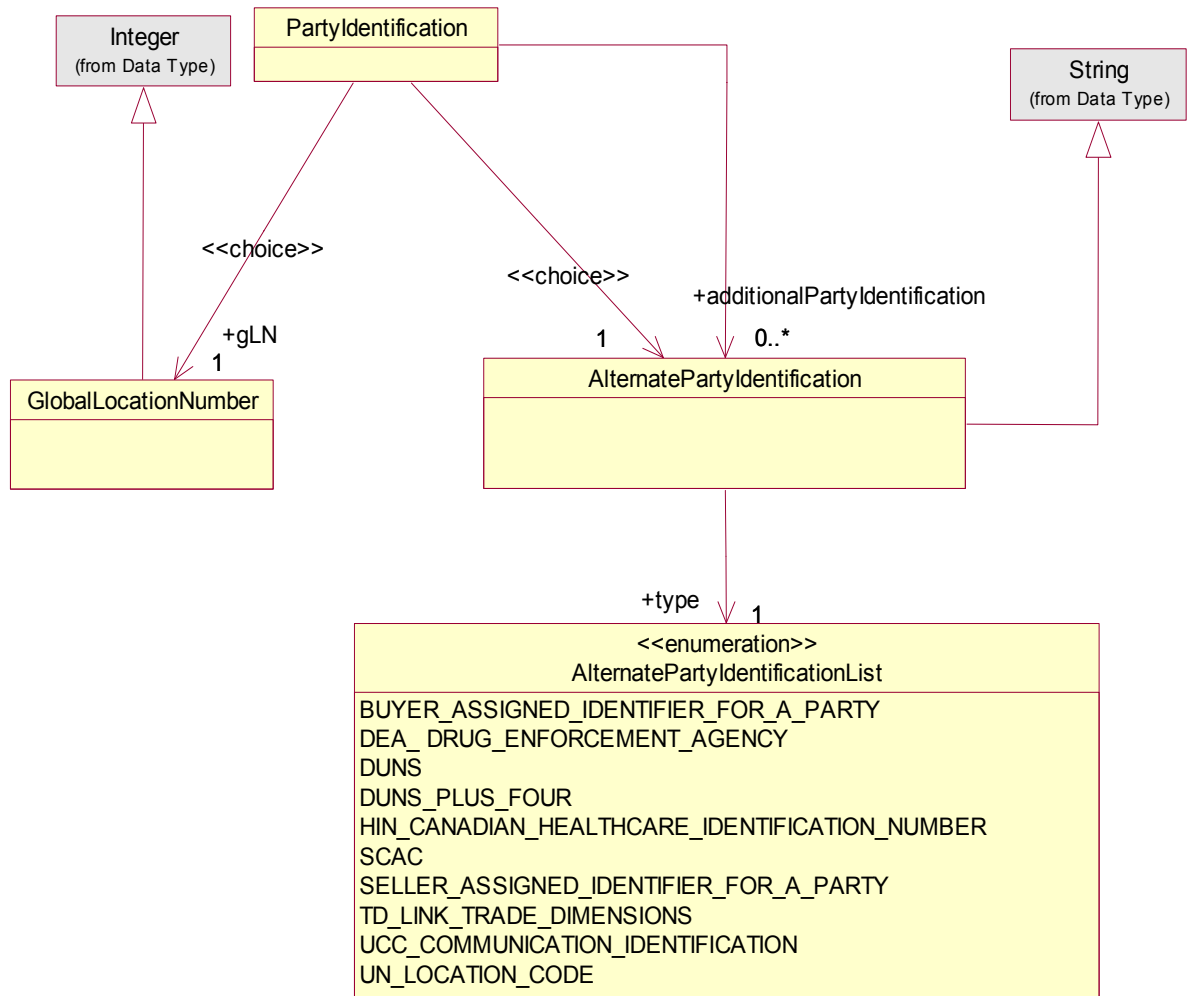 PartyIdentification
Integer
(from Data Type)
String
(from Data Type)
<<choice>>
<<choice>>
+additionalPartyIdentification
+gLN
1
1
0..*
GlobalLocationNumber
AlternatePartyIdentification
+type
1
<<enumeration>>
AlternatePartyIdentificationList
BUYER_ASSIGNED_IDENTIFIER_FOR_A_PARTY
DEA_ DRUG_ENFORCEMENT_AGENCY
DUNS
DUNS_PLUS_FOUR
HIN_CANADIAN_HEALTHCARE_IDENTIFICATION_NUMBER
SCAC
SELLER_ASSIGNED_IDENTIFIER_FOR_A_PARTY
TD_LINK_TRADE_DIMENSIONS
UCC_COMMUNICATION_IDENTIFICATION
UN_LOCATION_CODE